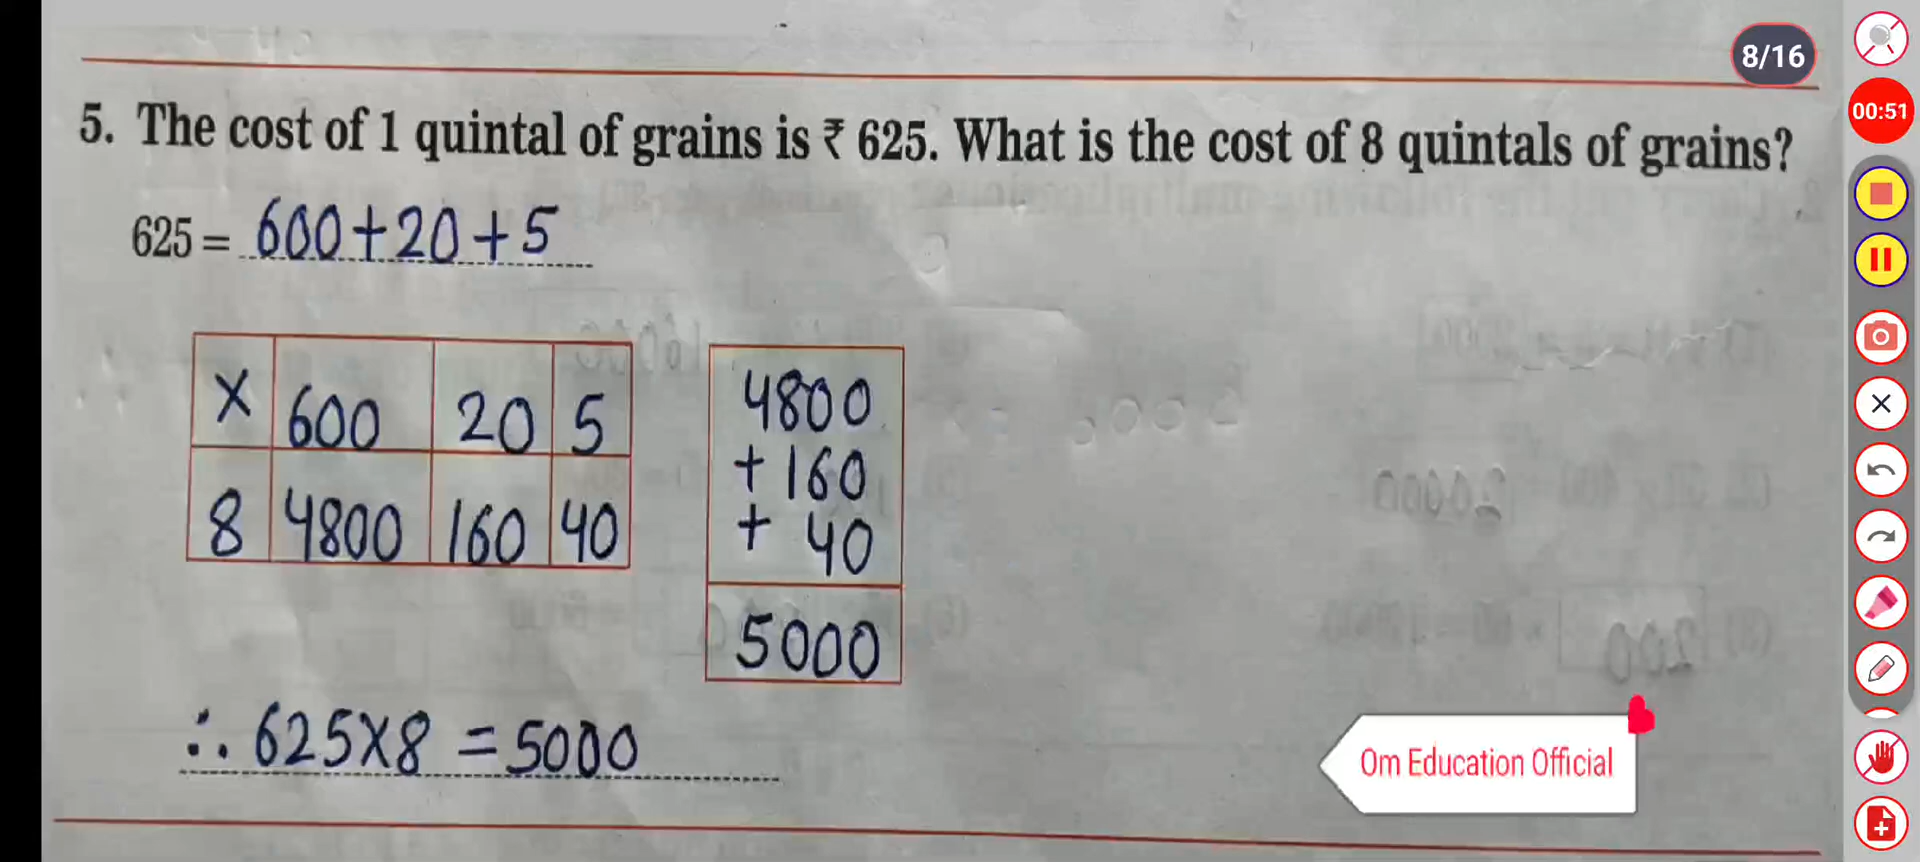 8/16
00:51
5. The cost of 1 quintal of grains is ₹ 625. What is the cost of 8 quintals of grains?
625 = 600+20+5
× 600 20 5
8 4800 160 40
4800
+ 160
+ 40
5000
∴ 625×8 = 5000
Om Education Official